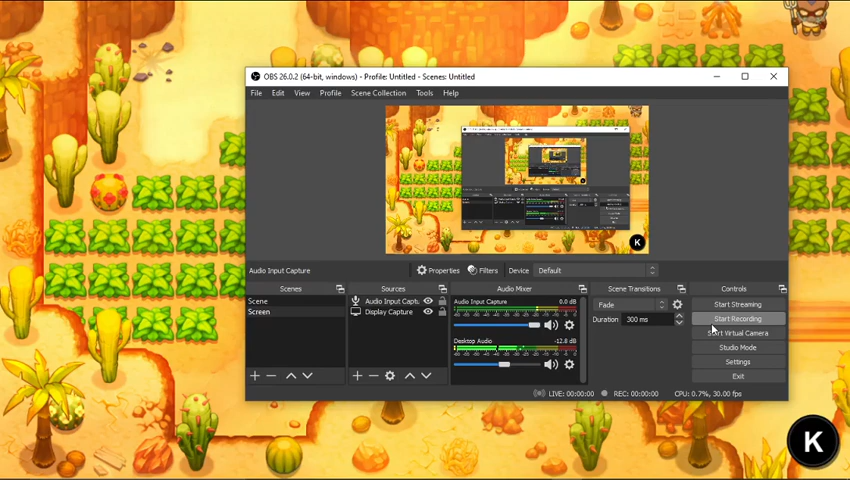 OBS 26.0.2 (64-bit, windows) - Profile: Untitled - Scenes: Untitled
File Edit View Profile Scene Collection Tools Help
K
Audio Input Capture Properties Filters Device Default
Scenes Sources Audio Mixer Scene Transitions Controls
Scene
Screen
Audio Input Captu
Display Capture
Audio Input Capture 0.0 dB
Desktop Audio -12.8 dB
Fade
Duration 300 ms
Start Streaming
Start Recording
Start Virtual Camera
Studio Mode
Settings
Exit
LIVE: 00:00:00 REC: 00:00:00 CPU: 0.7%, 30.00 fps
K